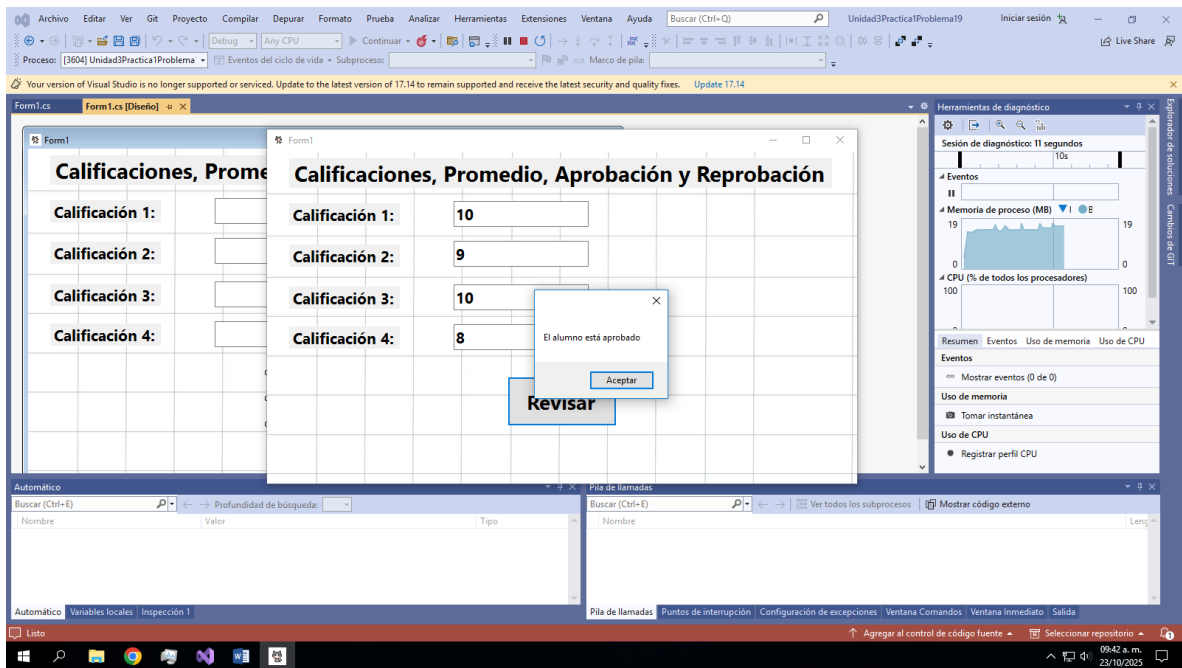 Archivo Editar Ver Git Proyecto Compilar Depurar Formato Prueba Analizar Herramientas Extensiones Ventana Ayuda Buscar (Ctrl+Q) Unidad3Practica1Problema19 Iniciar sesión
Debug Any CPU Continuar Live Share
Proceso: [3604] Unidad3Practica1Problema Eventos del ciclo de vida Subproceso: Marco de pila:
Your version of Visual Studio is no longer supported or serviced. Update to the latest version of 17.14 to remain supported and receive the latest security and quality fixes. Update 17.14
Form1.cs Form1.cs [Diseño]
Form1
Calificaciones, Prome
Calificación 1:
Calificación 2:
Calificación 3:
Calificación 4:
Form1
Calificaciones, Promedio, Aprobación y Reprobación
Calificación 1: 10
Calificación 2: 9
Calificación 3: 10
Calificación 4: 8
El alumno está aprobado
Aceptar
Revisar
Herramientas de diagnóstico
Sesión de diagnóstico: 11 segundos
10s
Eventos
Memoria de proceso (MB) I B
19 19
0 0
CPU (% de todos los procesadores)
100 100
Resumen Eventos Uso de memoria Uso de CPU
Eventos
Mostrar eventos (0 de 0)
Uso de memoria
Tomar instantánea
Uso de CPU
Registrar perfil CPU
Explorador de soluciones
Cambios de GIT
Automático
Buscar (Ctrl+E) Profundidad de búsqueda:
Nombre Valor Tipo
Automático Variables locales Inspección 1
Pila de llamadas
Buscar (Ctrl+E) Ver todos los subprocesos Mostrar código externo
Nombre Leng
Pila de llamadas Puntos de interrupción Configuración de excepciones Ventana Comandos Ventana Inmediato Salida
Listo Agregar al control de código fuente Seleccionar repositorio 1
09:42 a. m.
23/10/2025